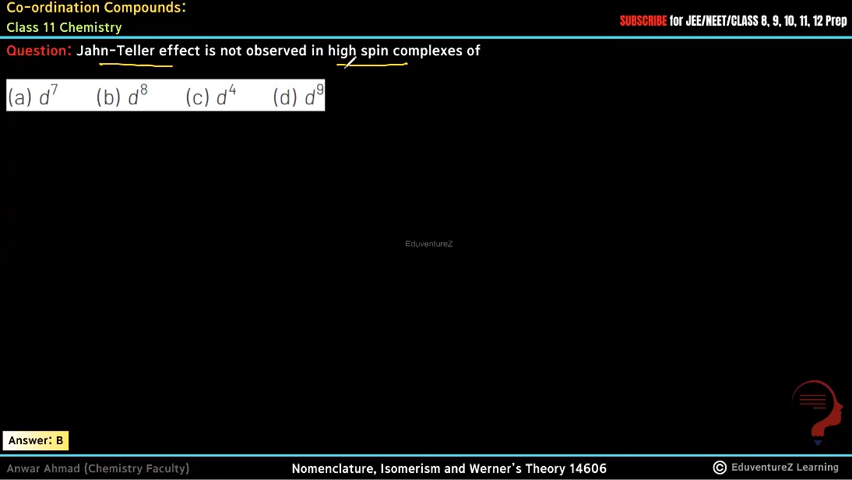 Co-ordination Compounds:
Class 11 Chemistry
SUBSCRIBE for JEE/NEET/CLASS 8, 9, 10, 11, 12 Prep
Question: Jahn-Teller effect is not observed in high spin complexes of
(a) d⁷ (b) d⁸ (c) d⁴ (d) d⁹
EduventureZ
Answer: B
Anwar Ahmad (Chemistry Faculty)
Nomenclature, Isomerism and Werner's Theory 14606
© EduventureZ Learning